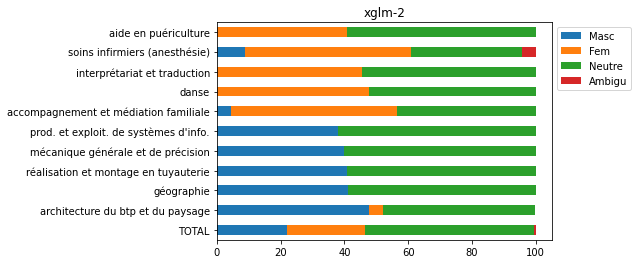 xglm-2
aide en puériculture
soins infirmiers (anesthésie)
interprétariat et traduction
danse
accompagnement et médiation familiale
prod. et exploit. de systèmes d'info.
mécanique générale et de précision
réalisation et montage en tuyauterie
géographie
architecture du btp et du paysage
TOTAL
0 20 40 60 80 100
Masc
Fem
Neutre
Ambigu